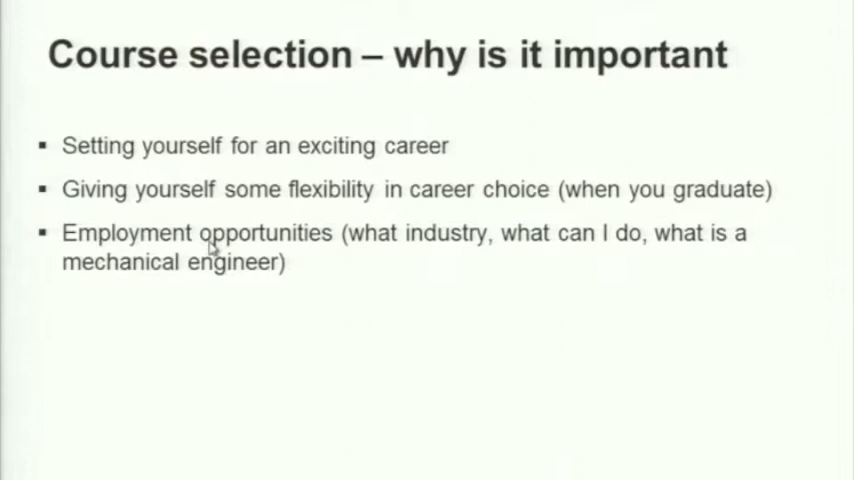 Course selection – why is it important
▪ Setting yourself for an exciting career
▪ Giving yourself some flexibility in career choice (when you graduate)
▪ Employment opportunities (what industry, what can I do, what is a
mechanical engineer)